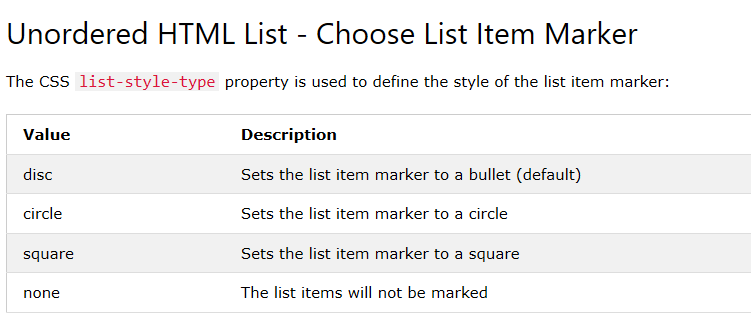 Unordered HTML List - Choose List Item Marker
The CSS list-style-type property is used to define the style of the list item marker:
Value Description
disc Sets the list item marker to a bullet (default)
circle Sets the list item marker to a circle
square Sets the list item marker to a square
none The list items will not be marked